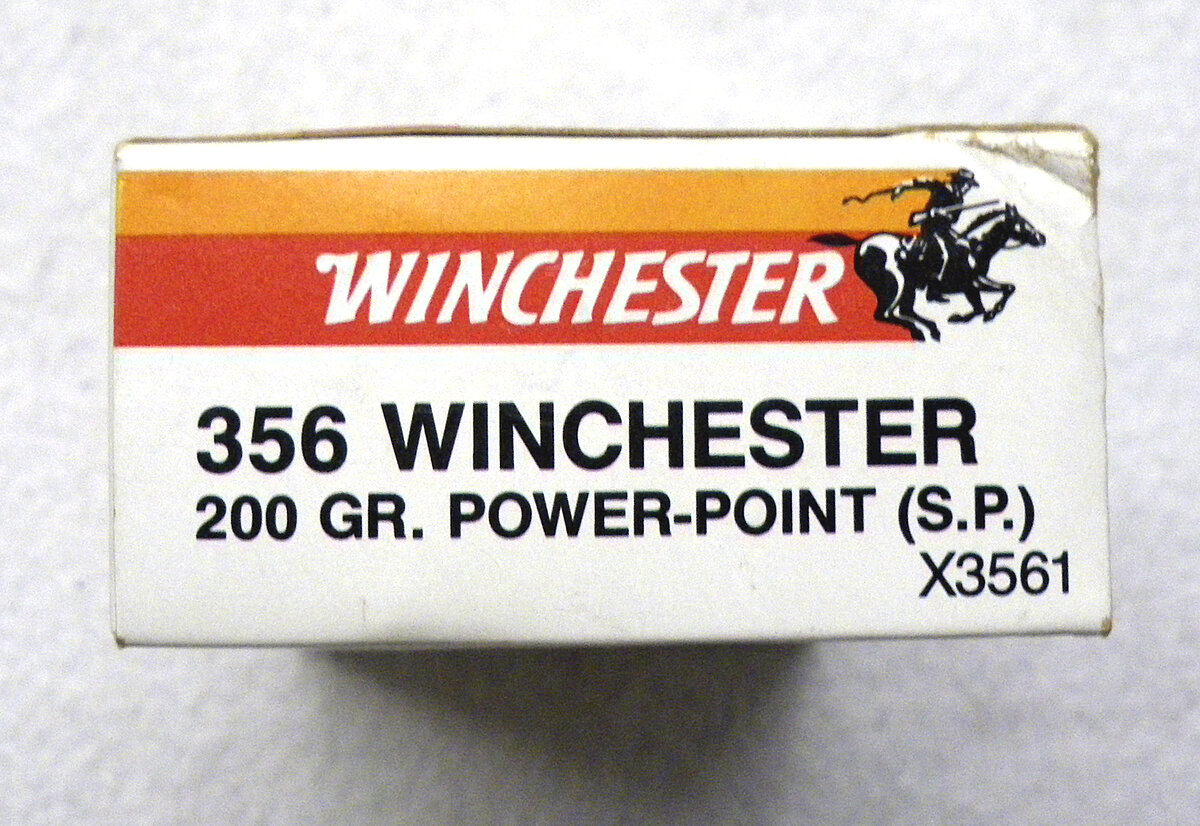 WINCHESTER
356 WINCHESTER
200 GR. POWER-POINT (S.P.)
X3561